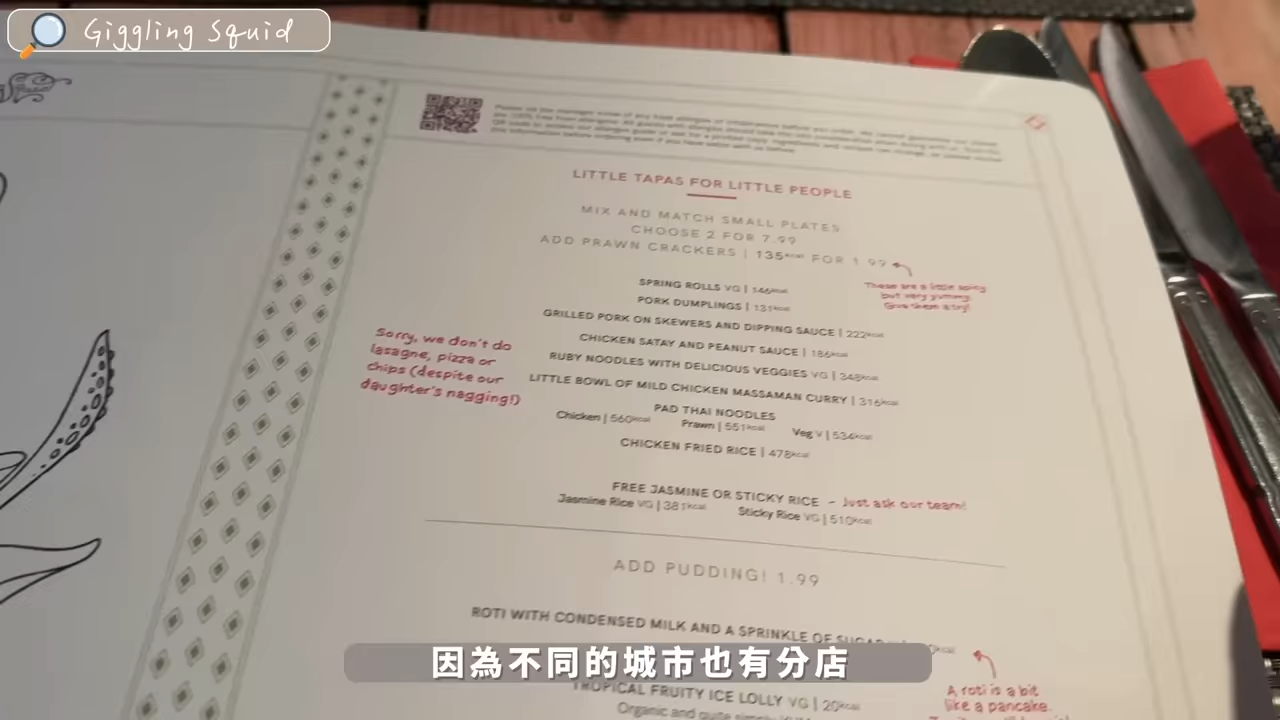 Giggling Squid
LITTLE TAPAS FOR LITTLE PEOPLE
MIX AND MATCH SMALL PLATES
CHOOSE 2 FOR 7.99
ADD PRAWN CRACKERS | 135kcal FOR 1.99
These are a little spicy
but very yummy.
Give them a try!
SPRING ROLLS VG | 146kcal
PORK DUMPLINGS | 131kcal
GRILLED PORK ON SKEWERS AND DIPPING SAUCE | 222kcal
CHICKEN SATAY AND PEANUT SAUCE | 186kcal
RUBY NOODLES WITH DELICIOUS VEGGIES VG | 348kcal
LITTLE BOWL OF MILD CHICKEN MASSAMAN CURRY | 316kcal
Sorry, we don't do
lasagne, pizza or
chips (despite our
daughter's nagging!)
PAD THAI NOODLES
Chicken | 560kcal Prawn | 551kcal Veg V | 534kcal
CHICKEN FRIED RICE | 478kcal
FREE JASMINE OR STICKY RICE - Just ask our team!
Jasmine Rice VG | 381kcal Sticky Rice VG | 510kcal
ADD PUDDING! 1.99
ROTI WITH CONDENSED MILK AND A SPRINKLE OF SUGAR
因為不同的城市也有分店
A roti is a bit
like a pancake.
TROPICAL FRUITY ICE LOLLY VG | 20kcal
Organic and quite simply